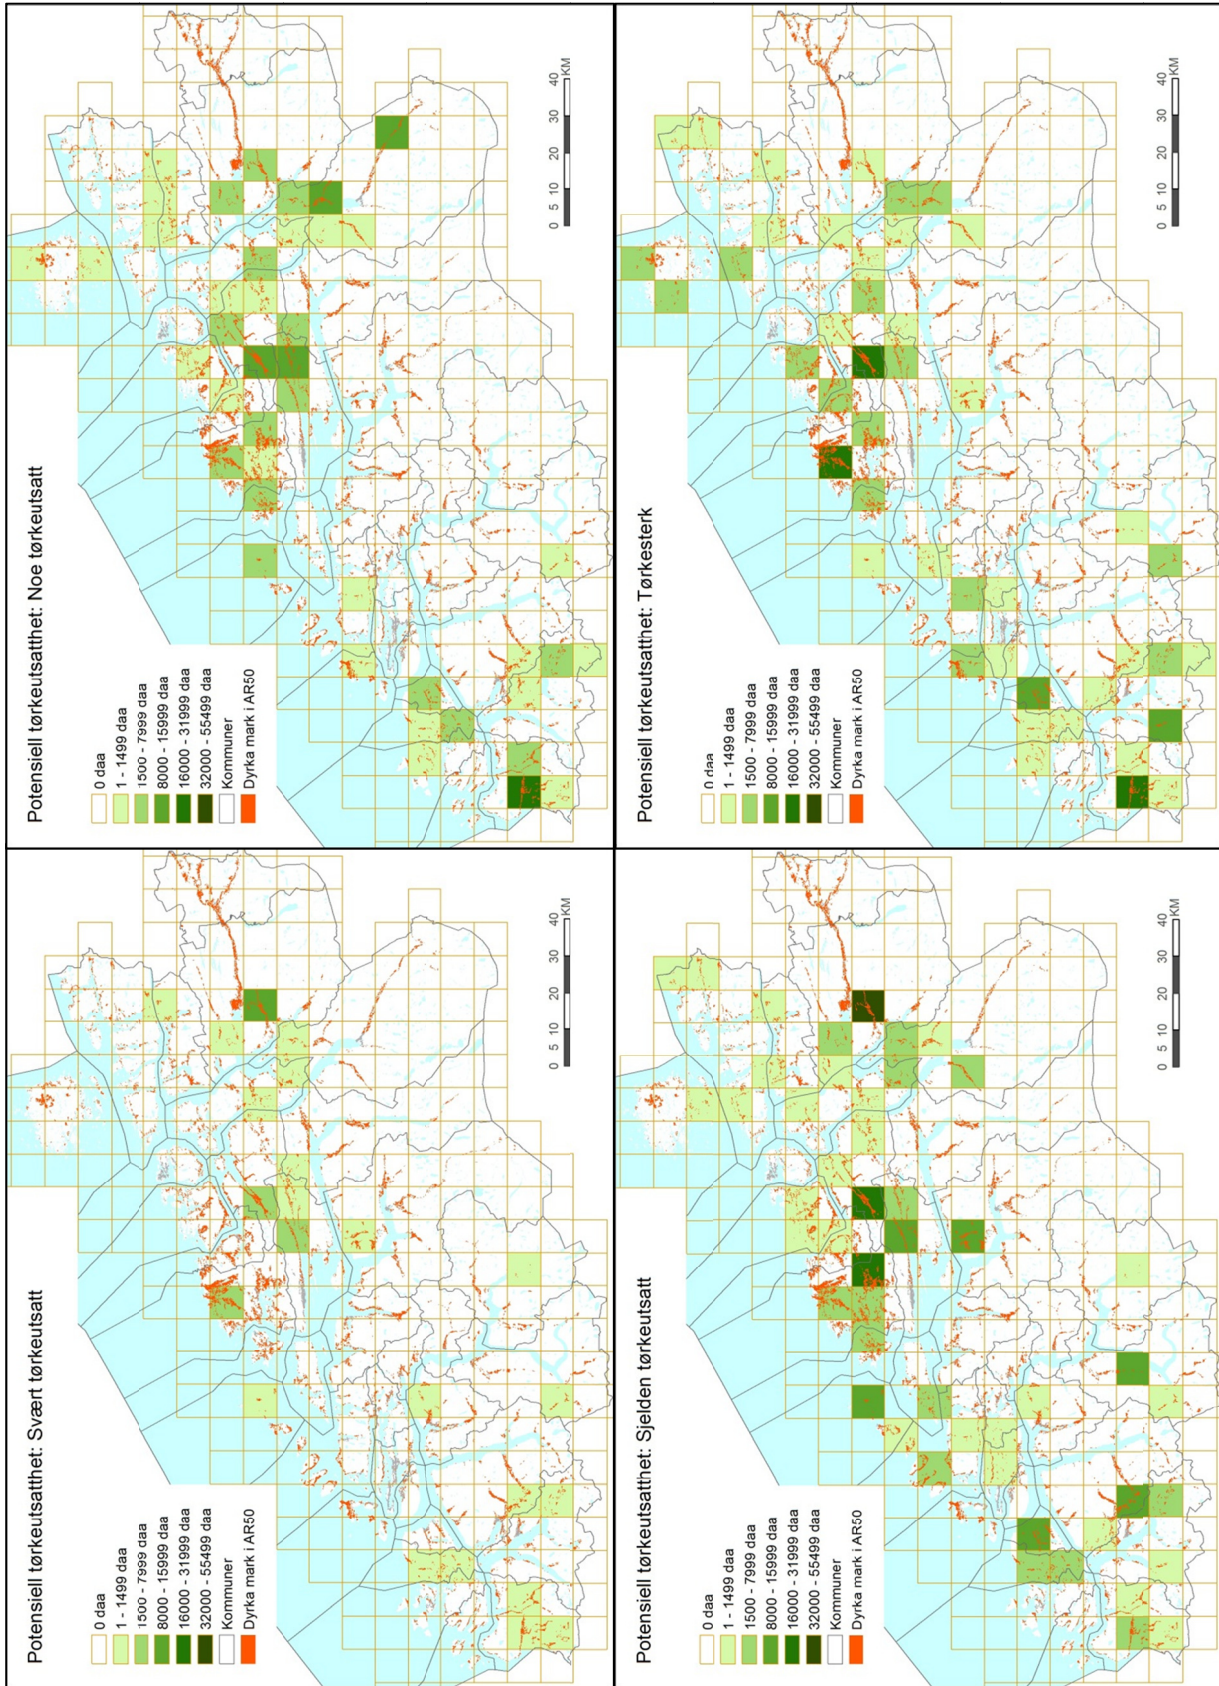 Potensiell tørkeutsatthet: Svært tørkeutsatt
0 daa
1 - 1499 daa
1500 - 7999 daa
8000 - 15999 daa
16000 - 31999 daa
32000 - 55499 daa
Kommuner
Dyrka mark i AR50
0 5 10 20 30 40
KM
Potensiell tørkeutsatthet: Noe tørkeutsatt
0 daa
1 - 1499 daa
1500 - 7999 daa
8000 - 15999 daa
16000 - 31999 daa
32000 - 55499 daa
Kommuner
Dyrka mark i AR50
0 5 10 20 30 40
KM
Potensiell tørkeutsatthet: Sjelden tørkeutsatt
0 daa
1 - 1499 daa
1500 - 7999 daa
8000 - 15999 daa
16000 - 31999 daa
32000 - 55499 daa
Kommuner
Dyrka mark i AR50
0 5 10 20 30 40
KM
Potensiell tørkeutsatthet: Tørkesterk
0 daa
1 - 1499 daa
1500 - 7999 daa
8000 - 15999 daa
16000 - 31999 daa
32000 - 55499 daa
Kommuner
Dyrka mark i AR50
0 5 10 20 30 40
KM